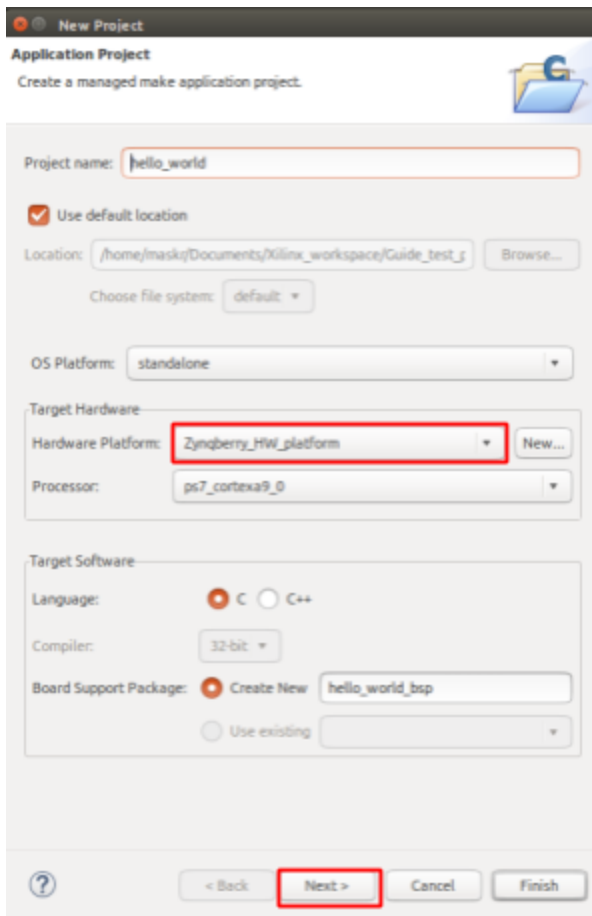 New Project
Application Project
Create a managed make application project.
C
Project name: hello_world
Use default location
Location: /home/maskr/Documents/Xilinx_workspace/Guide_test_p Browse...
Choose file system: default
OS Platform: standalone
Target Hardware
Hardware Platform: Zynqberry_HW_platform New...
Processor: ps7_cortexa9_0
Target Software
Language: C C++
Compiler: 32-bit
Board Support Package: Create New hello_world_bsp
Use existing
? < Back Next > Cancel Finish